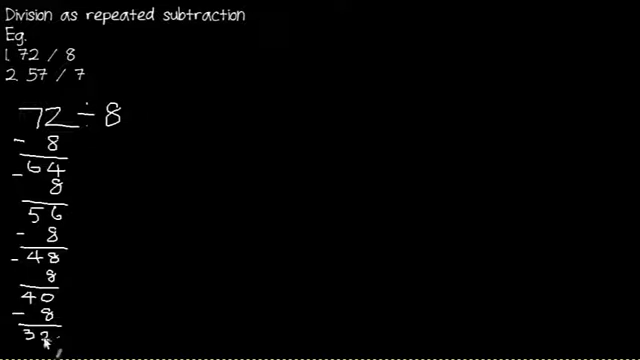 Division as repeated subtraction
Eg.
1. 72 / 8
2. 57 / 7
72 ÷ 8
- 8
64
- 8
56
- 8
48
- 8
40
- 8
32